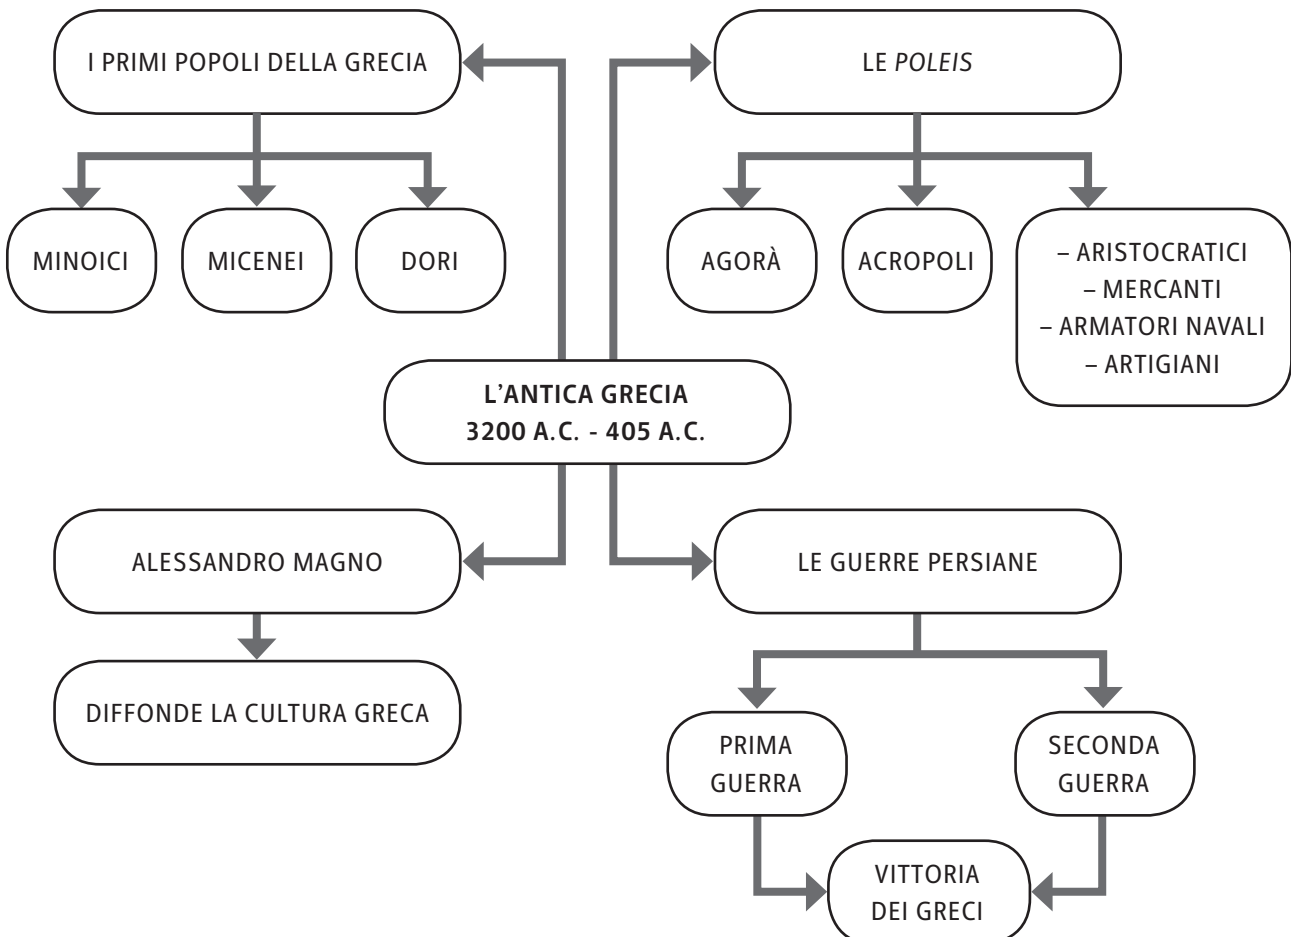 I PRIMI POPOLI DELLA GRECIA
LE POLEIS
MINOICI
MICENEI
DORI
AGORÀ
ACROPOLI
– ARISTOCRATICI
– MERCANTI
– ARMATORI NAVALI
– ARTIGIANI
L’ANTICA GRECIA
3200 A.C. - 405 A.C.
ALESSANDRO MAGNO
LE GUERRE PERSIANE
DIFFONDE LA CULTURA GRECA
PRIMA
GUERRA
SECONDA
GUERRA
VITTORIA
DEI GRECI